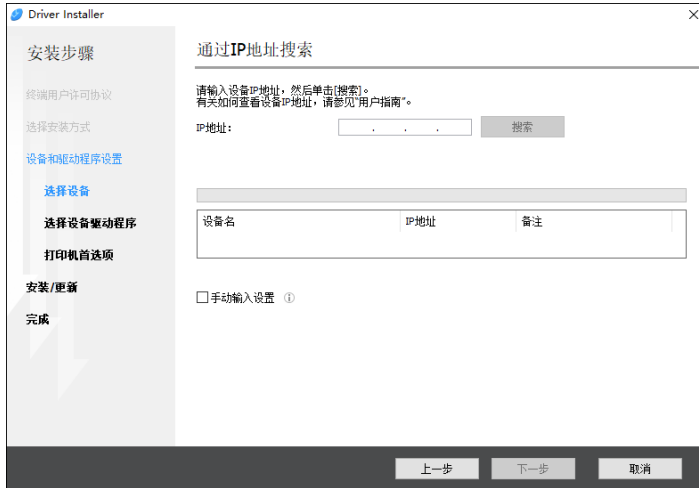 Driver Installer
安装步骤
终端用户许可协议
选择安装方式
设备和驱动程序设置
选择设备
选择设备驱动程序
打印机首选项
安装/更新
完成
通过IP地址搜索
请输入设备IP地址，然后单击[搜索]。
有关如何查看设备IP地址，请参见"用户指南"。
IP地址：
. . .
搜索
设备名 IP地址 备注
手动输入设置
上一步 下一步 取消